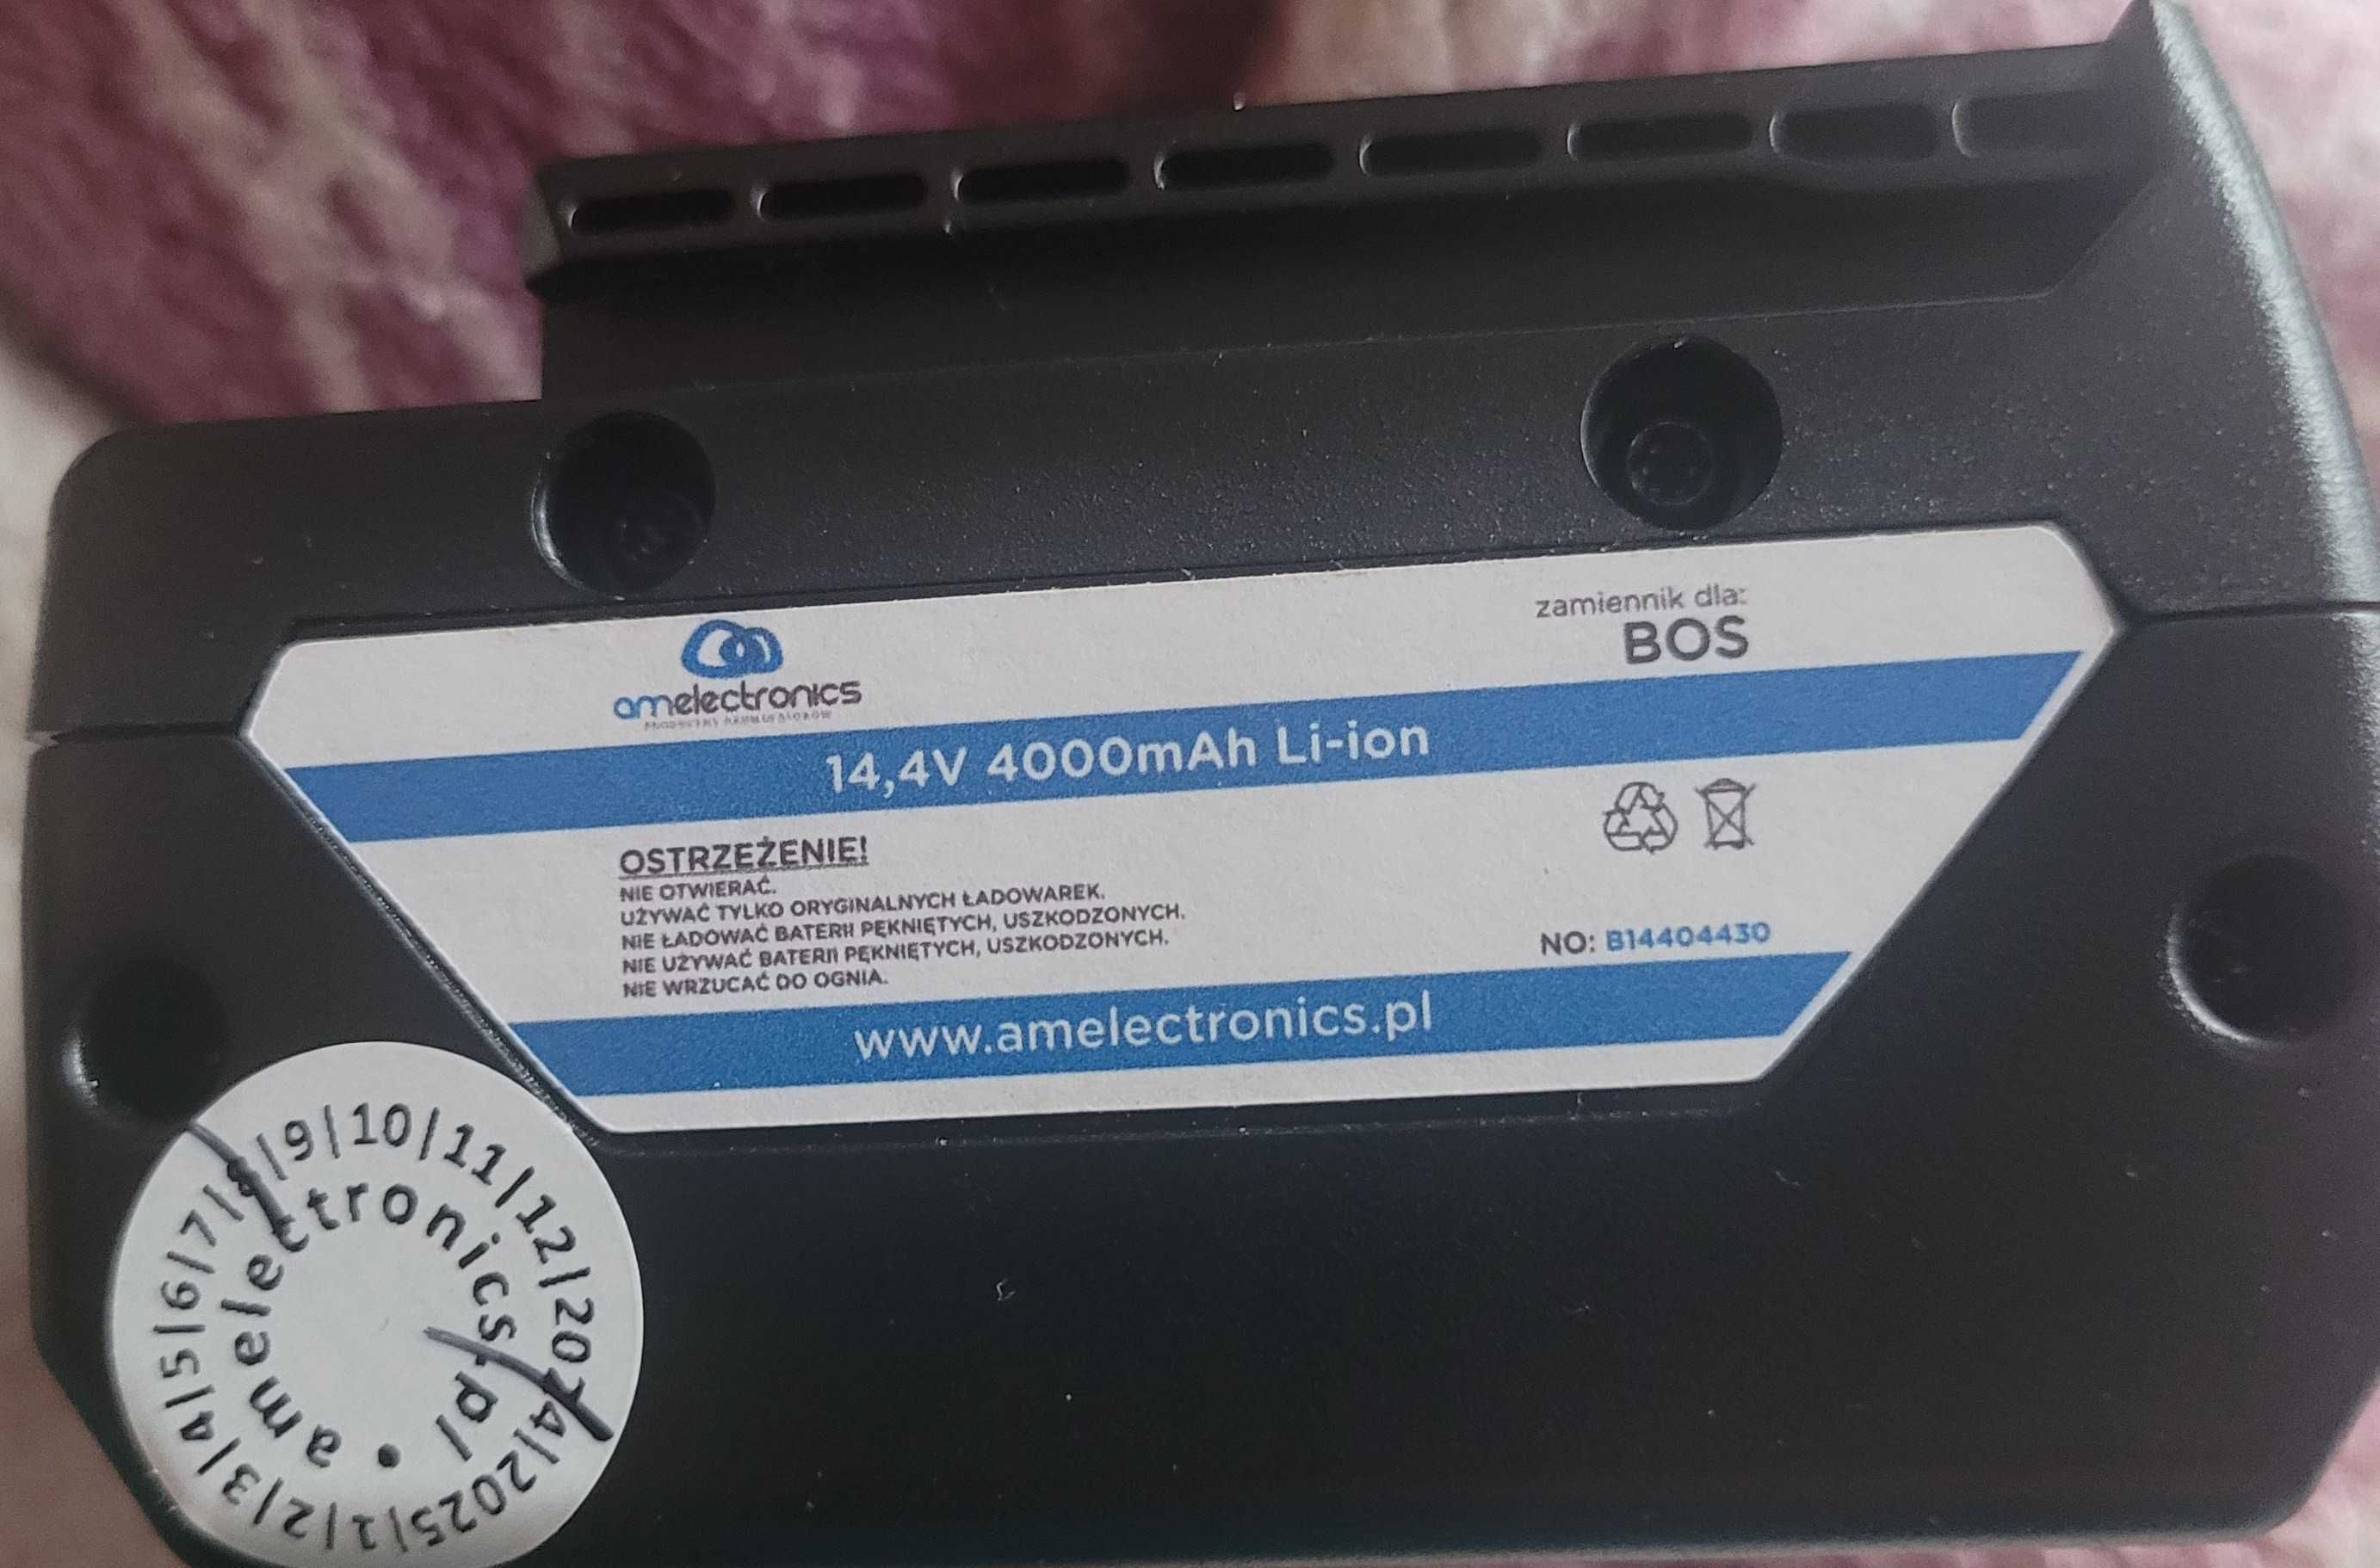 zamiennik dla:
BOS
amelectronics
14,4V 4000mAh Li-ion
OSTRZEŻENIE!
NIE OTWIERAĆ.
UŻYWAĆ TYLKO ORYGINALNYCH ŁADOWAREK.
NIE ŁADOWAĆ BATERII PĘKNIĘTYCH, USZKODZONYCH.
NIE UŻYWAĆ BATERII PĘKNIĘTYCH, USZKODZONYCH.
NIE WRZUCAĆ DO OGNIA.
NO: B14404430
www.amelectronics.pl
1|2|3|4|5|6|7|8|9|10|11|12|2024|2025|
amelectronics.pl •